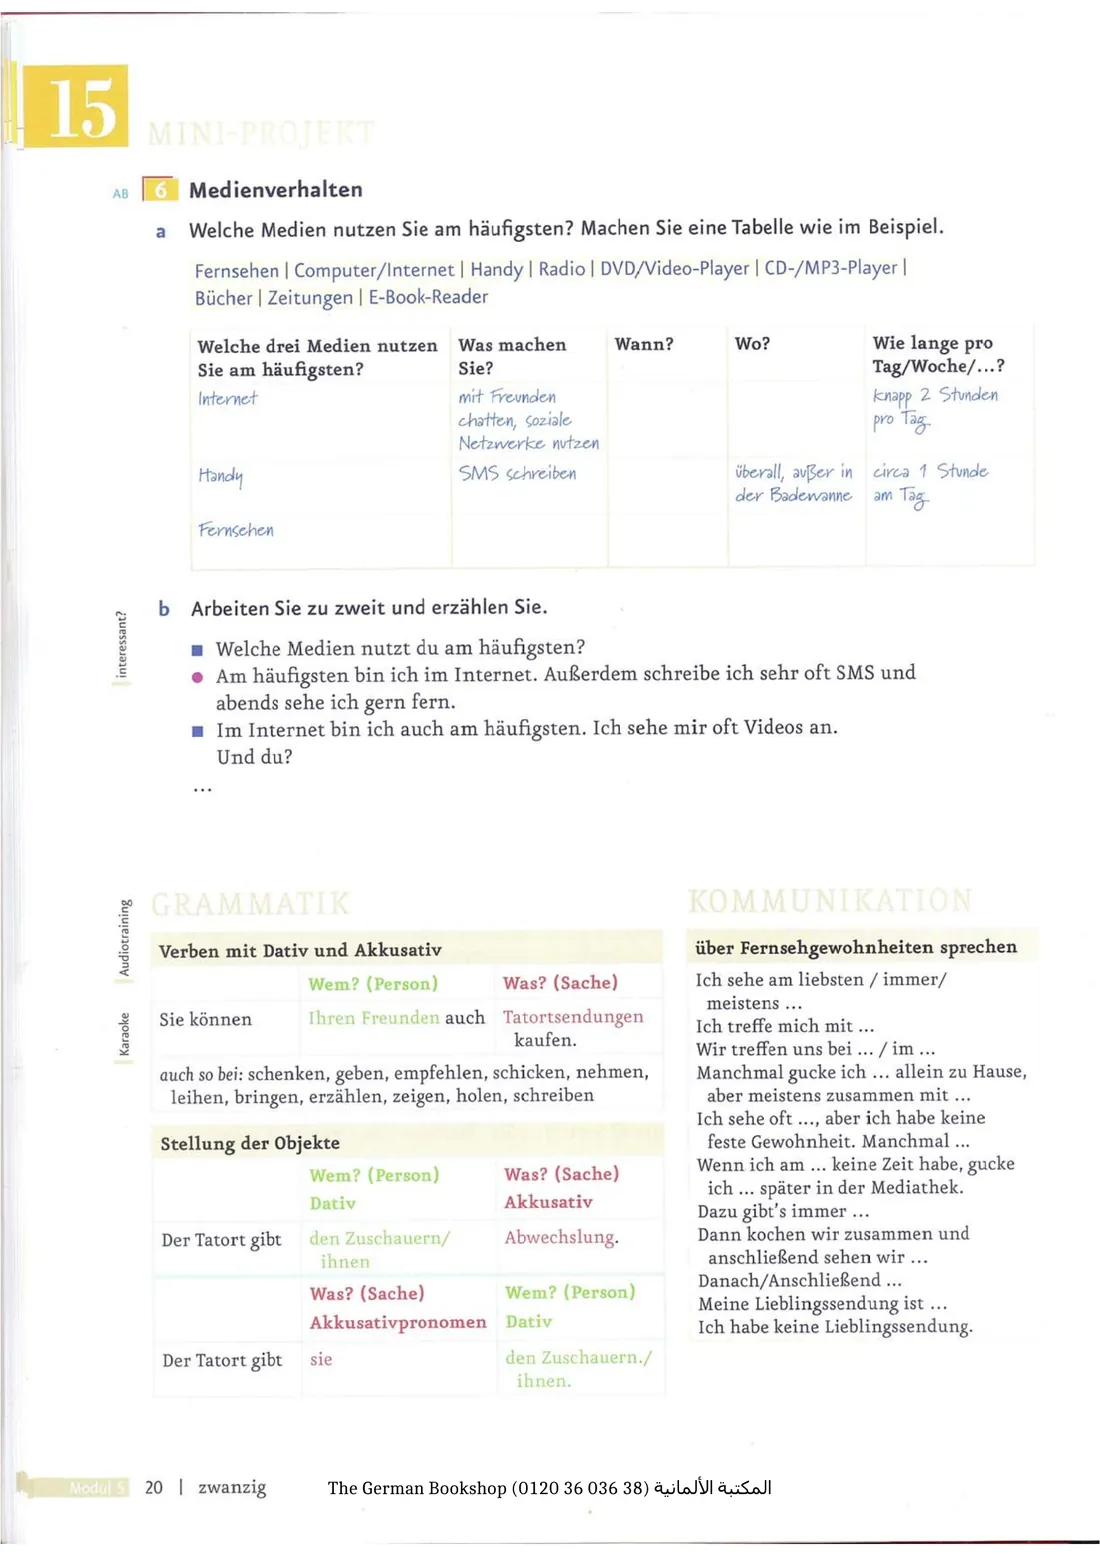 15
MINI-PROJEKT
AB 6 Medienverhalten
a Welche Medien nutzen Sie am häufigsten? Machen Sie eine Tabelle wie im Beispiel.
Fernsehen | Computer/Internet | Handy | Radio | DVD/Video-Player | CD-/MP3-Player |
Bücher | Zeitungen | E-Book-Reader
Welche drei Medien nutzen Was machen Wann? Wo? Wie lange pro
Sie am häufigsten? Sie? Tag/Woche/...?
Internet mit Freunden knapp 2 Stunden
chatten, soziale pro Tag
Netzwerke nutzen
Handy SMS schreiben überall, außer in circa 1 Stunde
der Badewanne am Tag
Fernsehen
interessant?
b Arbeiten Sie zu zweit und erzählen Sie.
■ Welche Medien nutzt du am häufigsten?
● Am häufigsten bin ich im Internet. Außerdem schreibe ich sehr oft SMS und
abends sehe ich gern fern.
■ Im Internet bin ich auch am häufigsten. Ich sehe mir oft Videos an.
Und du?
...
Audiotraining
Karaoke
GRAMMATIK
Verben mit Dativ und Akkusativ
Wem? (Person) Was? (Sache)
Sie können Ihren Freunden auch Tatortsendungen
kaufen.
auch so bei: schenken, geben, empfehlen, schicken, nehmen,
leihen, bringen, erzählen, zeigen, holen, schreiben
Stellung der Objekte
Wem? (Person) Was? (Sache)
Dativ Akkusativ
Der Tatort gibt den Zuschauern/ Abwechslung.
ihnen
Was? (Sache) Wem? (Person)
Akkusativpronomen Dativ
Der Tatort gibt sie den Zuschauern./
ihnen.
KOMMUNIKATION
über Fernsehgewohnheiten sprechen
Ich sehe am liebsten / immer/
meistens ...
Ich treffe mich mit ...
Wir treffen uns bei ... / im ...
Manchmal gucke ich ... allein zu Hause,
aber meistens zusammen mit ...
Ich sehe oft ..., aber ich habe keine
feste Gewohnheit. Manchmal ...
Wenn ich am ... keine Zeit habe, gucke
ich ... später in der Mediathek.
Dazu gibt's immer ...
Dann kochen wir zusammen und
anschließend sehen wir ...
Danach/Anschließend ...
Meine Lieblingssendung ist ...
Ich habe keine Lieblingssendung.
Modul 5 20 | zwanzig The German Bookshop (0120 36 036 38) المكتبة الألمانية